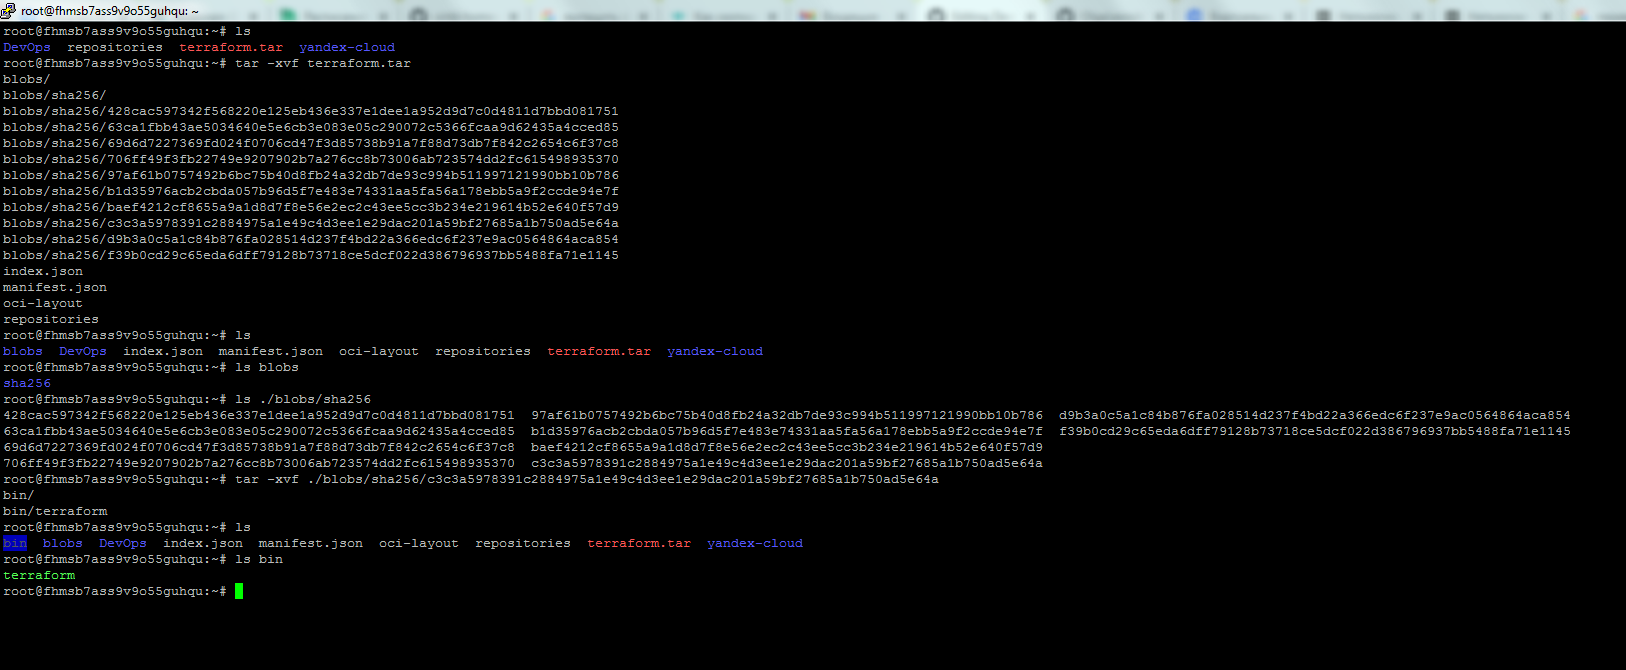 root@fhmsb7ass9v9o55guhqu: ~
root@fhmsb7ass9v9o55guhqu:~# ls
DevOps  repositories  terraform.tar  yandex-cloud
root@fhmsb7ass9v9o55guhqu:~# tar -xvf terraform.tar
blobs/
blobs/sha256/
blobs/sha256/428cac597342f568220e125eb436e337e1dee1a952d9d7c0d4811d7bbd081751
blobs/sha256/63ca1fbb43ae5034640e5e6cb3e083e05c290072c5366fcaa9d62435a4cced85
blobs/sha256/69d6d7227369fd024f0706cd47f3d85738b91a7f88d73db7f842c2654c6f37c8
blobs/sha256/706ff49f3fb22749e9207902b7a276cc8b73006ab723574dd2fc615498935370
blobs/sha256/97af61b0757492b6bc75b40d8fb24a32db7de93c994b511997121990bb10b786
blobs/sha256/b1d35976acb2cbda057b96d5f7e483e74331aa5fa56a178ebb5a9f2ccde94e7f
blobs/sha256/baef4212cf8655a9a1d8d7f8e56e2ec2c43ee5cc3b234e219614b52e640f57d9
blobs/sha256/c3c3a5978391c2884975a1e49c4d3ee1e29dac201a59bf27685a1b750ad5e64a
blobs/sha256/d9b3a0c5a1c84b876fa028514d237f4bd22a366edc6f237e9ac0564864aca854
blobs/sha256/f39b0cd29c65eda6dff79128b73718ce5dcf022d386796937bb5488fa71e1145
index.json
manifest.json
oci-layout
repositories
root@fhmsb7ass9v9o55guhqu:~# ls
blobs  DevOps  index.json  manifest.json  oci-layout  repositories  terraform.tar  yandex-cloud
root@fhmsb7ass9v9o55guhqu:~# ls blobs
sha256
root@fhmsb7ass9v9o55guhqu:~# ls ./blobs/sha256
428cac597342f568220e125eb436e337e1dee1a952d9d7c0d4811d7bbd081751  97af61b0757492b6bc75b40d8fb24a32db7de93c994b511997121990bb10b786  d9b3a0c5a1c84b876fa028514d237f4bd22a366edc6f237e9ac0564864aca854
63ca1fbb43ae5034640e5e6cb3e083e05c290072c5366fcaa9d62435a4cced85  b1d35976acb2cbda057b96d5f7e483e74331aa5fa56a178ebb5a9f2ccde94e7f  f39b0cd29c65eda6dff79128b73718ce5dcf022d386796937bb5488fa71e1145
69d6d7227369fd024f0706cd47f3d85738b91a7f88d73db7f842c2654c6f37c8  baef4212cf8655a9a1d8d7f8e56e2ec2c43ee5cc3b234e219614b52e640f57d9
706ff49f3fb22749e9207902b7a276cc8b73006ab723574dd2fc615498935370  c3c3a5978391c2884975a1e49c4d3ee1e29dac201a59bf27685a1b750ad5e64a
root@fhmsb7ass9v9o55guhqu:~# tar -xvf ./blobs/sha256/c3c3a5978391c2884975a1e49c4d3ee1e29dac201a59bf27685a1b750ad5e64a
bin/
bin/terraform
root@fhmsb7ass9v9o55guhqu:~# ls
bin  blobs  DevOps  index.json  manifest.json  oci-layout  repositories  terraform.tar  yandex-cloud
root@fhmsb7ass9v9o55guhqu:~# ls bin
terraform
root@fhmsb7ass9v9o55guhqu:~#